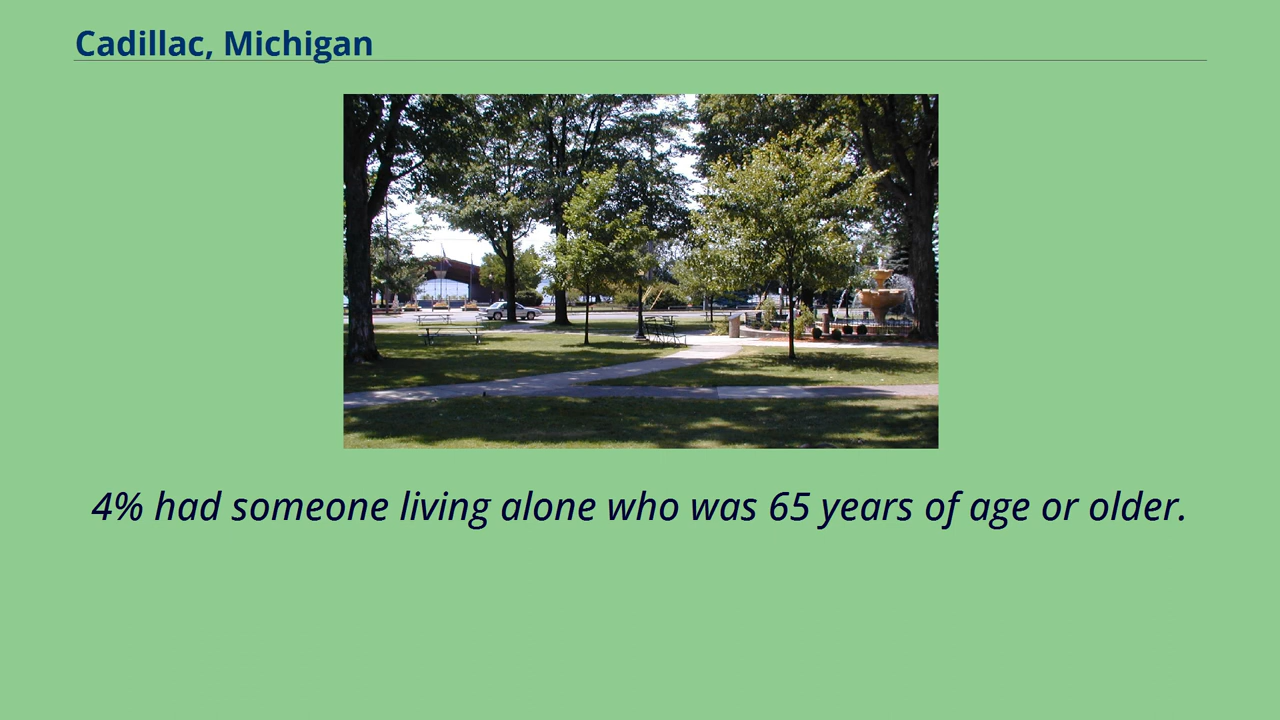 Cadillac, Michigan
4% had someone living alone who was 65 years of age or older.